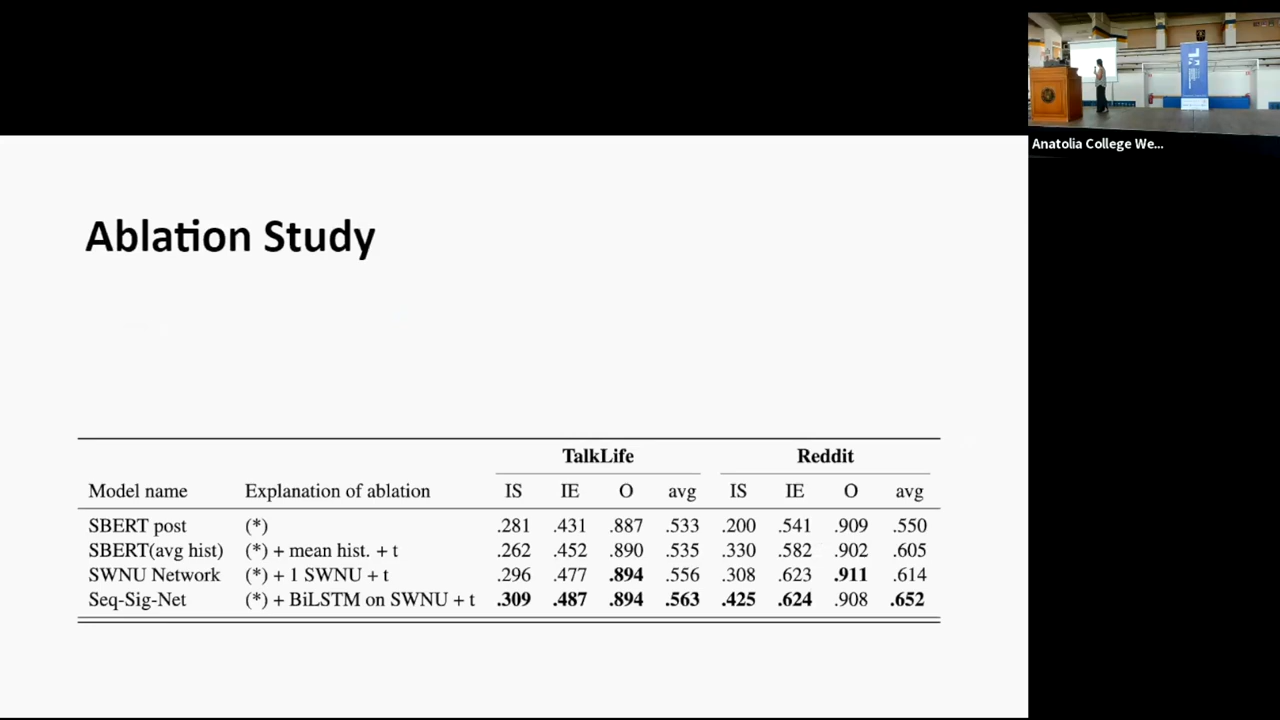 Anatolia College We...
Ablation Study
TalkLife Reddit
Model name Explanation of ablation IS IE O avg IS IE O avg
SBERT post (*) .281 .431 .887 .533 .200 .541 .909 .550
SBERT(avg hist) (*) + mean hist. + t .262 .452 .890 .535 .330 .582 .902 .605
SWNU Network (*) + 1 SWNU + t .296 .477 .894 .556 .308 .623 .911 .614
Seq-Sig-Net (*) + BiLSTM on SWNU + t .309 .487 .894 .563 .425 .624 .908 .652